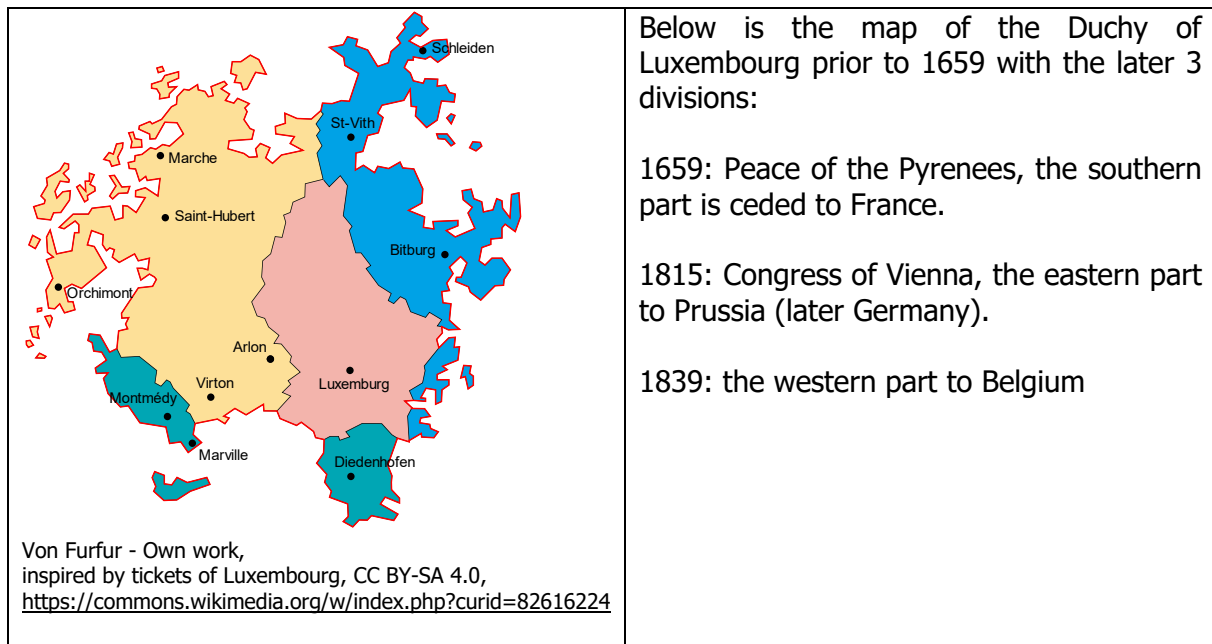 Schleiden
St-Vith
Marche
Saint-Hubert
Bitburg
Orchimont
Arlon
Luxemburg
Virton
Montmédy
Marville
Diedenhofen
Von Furfur - Own work,
inspired by tickets of Luxembourg, CC BY-SA 4.0,
https://commons.wikimedia.org/w/index.php?curid=82616224
Below is the map of the Duchy of
Luxembourg prior to 1659 with the later 3
divisions:
1659: Peace of the Pyrenees, the southern
part is ceded to France.
1815: Congress of Vienna, the eastern part
to Prussia (later Germany).
1839: the western part to Belgium